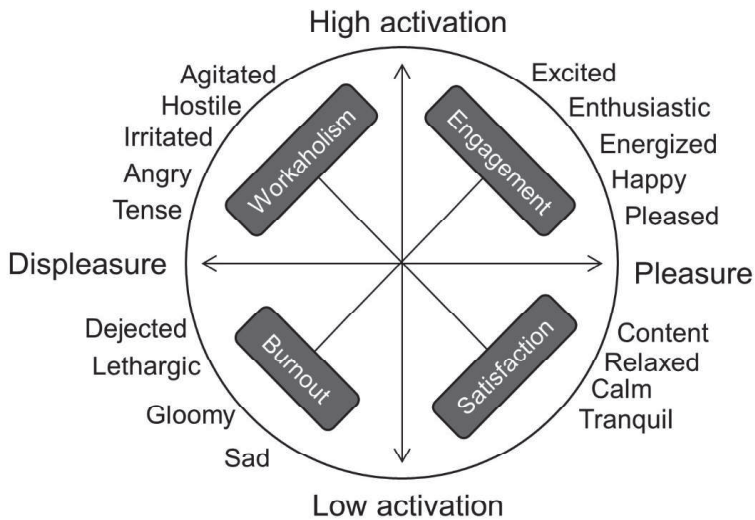 High activation
Agitated
Hostile
Irritated
Angry
Tense
Workaholism
Engagement
Excited
Enthusiastic
Energized
Happy
Pleased
Displeasure
Pleasure
Dejected
Lethargic
Gloomy
Sad
Burnout
Satisfaction
Content
Relaxed
Calm
Tranquil
Low activation